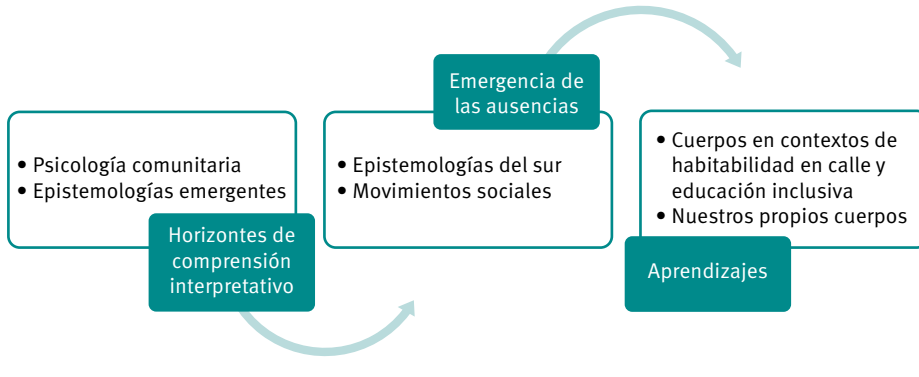 • Psicología comunitaria
• Epistemologías emergentes
Horizontes de
comprensión
interpretativo
Emergencia de
las ausencias
• Epistemologías del sur
• Movimientos sociales
• Cuerpos en contextos de
habitabilidad en calle y
educación inclusiva
• Nuestros propios cuerpos
Aprendizajes